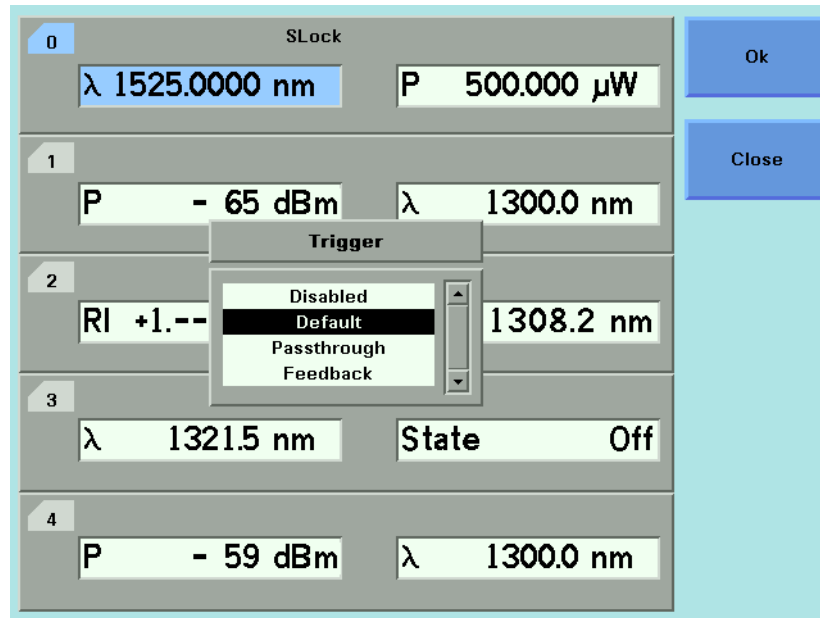 0
SLock
λ 1525.0000 nm
P 500.000 µW
Ok
1
P - 65 dBm
λ 1300.0 nm
Close
Trigger
Disabled
Default
Passthrough
Feedback
2
RI +1.--
1308.2 nm
3
λ 1321.5 nm
State Off
4
P - 59 dBm
λ 1300.0 nm